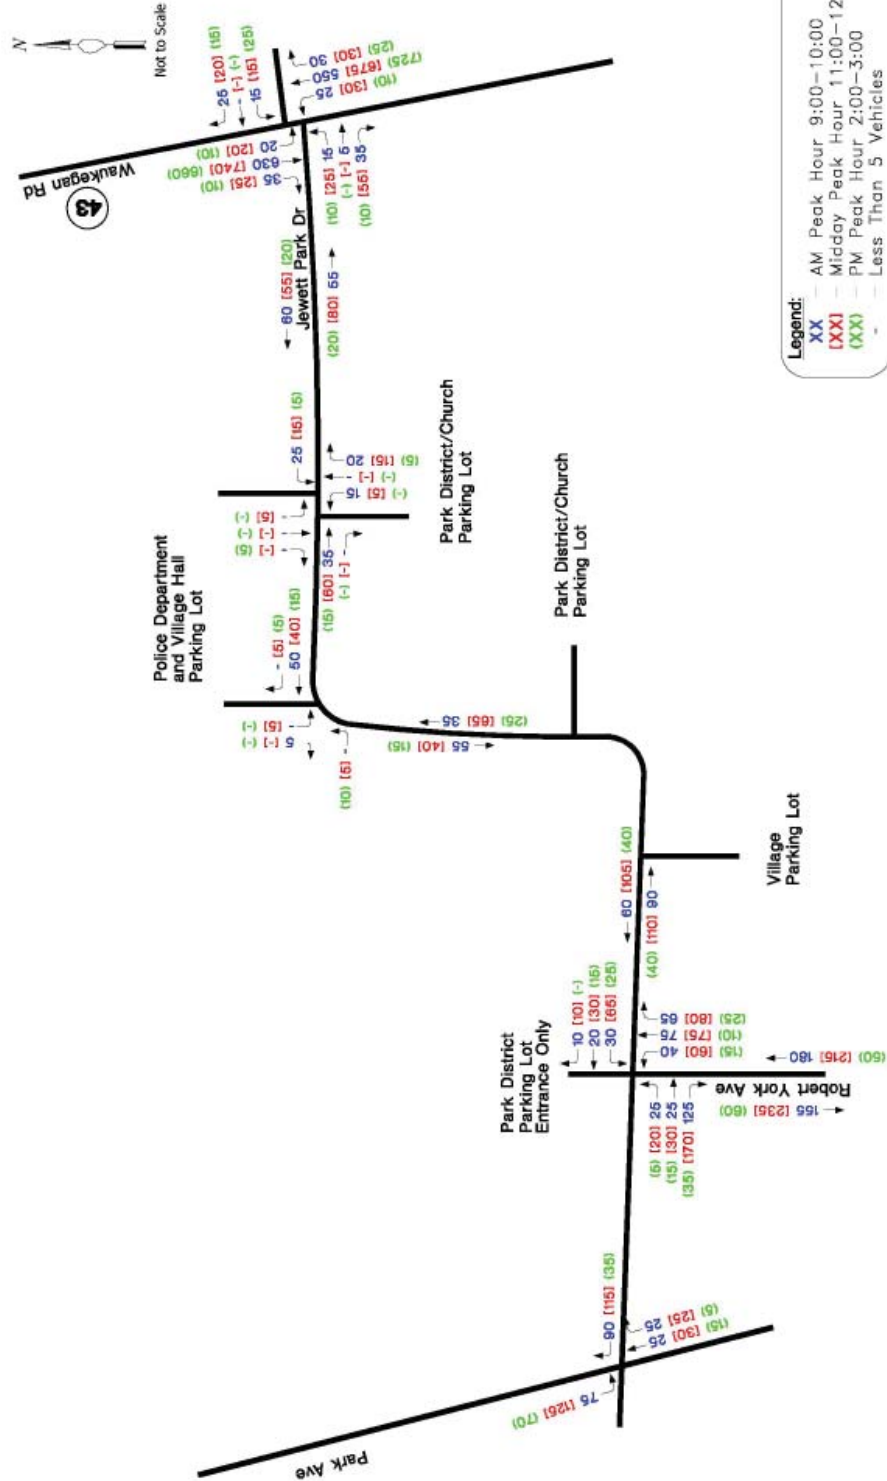 N
Not to Scale
Waukegan Rd
43
25 [20] (15)
- [-] (-)
15 [15] (25)
30 [30] (25)
550 [675] (725)
25 [30] (10)
20 [20] (10)
630 [740] (660)
35 [25] (10)
(10) [25] 15
(-) [-] 5
(10) [55] 35
Jewett Park Dr
60 [55] (20)
(20) [80] 55
25 [15] (5)
20 [15] (5)
- [-] (-)
15 [5] (-)
Park District/Church
Parking Lot
- [5] (-)
- [-] (-)
- [-] (5)
(15) [60] 35
(-) [-] -
Police Department
and Village Hall
Parking Lot
- [5] (5)
50 [40] (15)
- [5] (-)
5 [-] (-)
(10) [5] -
35 [65] (25)
55 [40] (15)
Park District/Church
Parking Lot
60 [105] (40)
(40) [110] 90
Village
Parking Lot
Park District
Parking Lot
Entrance Only
10 [10] (-)
20 [30] (15)
30 [65] (25)
65 [80] (25)
75 [75] (10)
40 [60] (15)
(5) [20] 25
(15) [30] 25
(35) [170] 125
Robert York Ave
180 [215] (50)
155 [235] (60)
90 [115] (35)
25 [25] (5)
25 [30] (15)
75 [125] (70)
Park Ave
Legend:
XX - AM Peak Hour 9:00-10:00
[XX] - Midday Peak Hour 11:00-12
(XX) - PM Peak Hour 2:00-3:00
- - Less Than 5 Vehicles